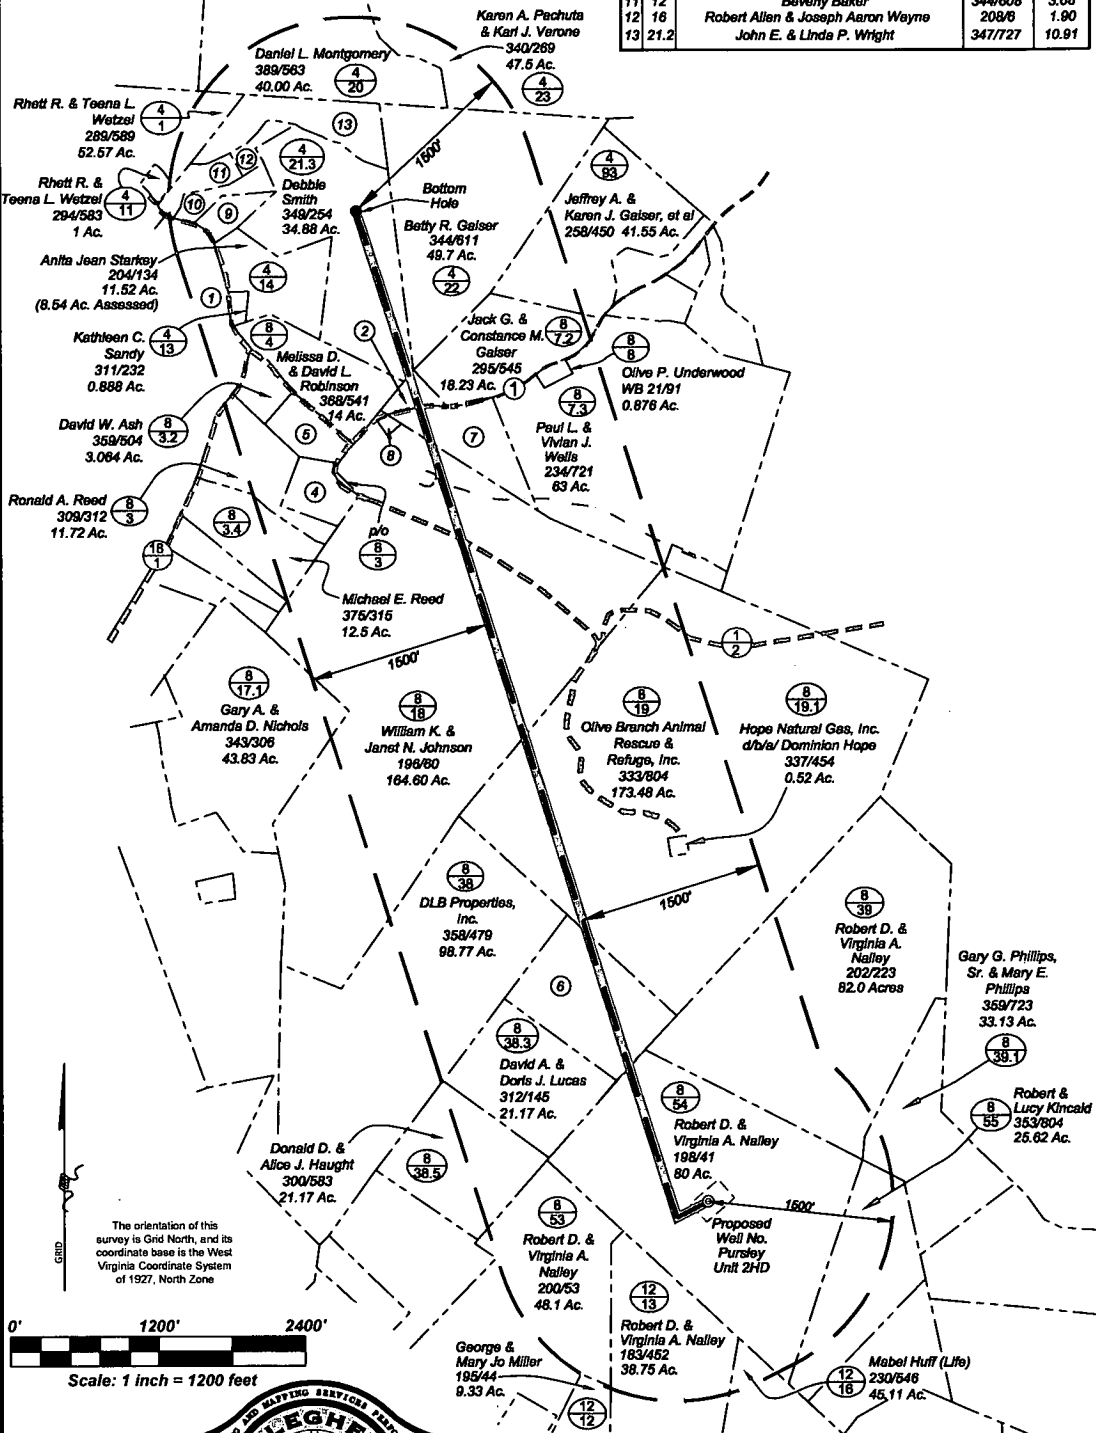 11 12 Beverly Baker 344/608 3.66
12 16 Robert Allen & Joseph Aaron Wayne 208/6 1.90
13 21.2 John E. & Linda P. Wright 347/727 10.91
Karen A. Pachuta
& Karl J. Varone
340/269
47.5 Ac.
4
23
Daniel L. Montgomery
389/563
40.00 Ac.
4
20
Rhett R. & Teena L.
Wetzel
289/589
52.57 Ac.
4
1
13
12
11
10
9
4
21.3
Debbie
Smith
349/254
34.88 Ac.
1500'
Bottom
Hole
4
93
Jeffrey A. &
Karen J. Gaiser, et al
258/450 41.55 Ac.
Rhett R. &
Teena L. Wetzel
294/583
1 Ac.
4
11
Betty R. Gaiser
344/611
49.7 Ac.
4
22
Anita Jean Starkey
204/134
11.52 Ac.
(8.54 Ac. Assessed)
1
4
14
Kathleen C.
Sandy
311/232
0.888 Ac.
4
13
8
4
2
Melissa D.
& David L.
Robinson
368/541
14 Ac.
Jack G. &
Constance M.
Gaiser
295/545
18.23 Ac.
8
7.2
1
8
8
Olive P. Underwood
WB 21/91
0.876 Ac.
8
7.3
Paul L. &
Vivian J.
Wells
234/721
63 Ac.
David W. Ash
359/504
3.064 Ac.
8
3.2
5
8
7
4
Ronald A. Reed
309/312
11.72 Ac.
8
3
8
3.4
p/o
8
3
18
1
Michael E. Reed
375/315
12.5 Ac.
1500'
1
2
8
17.1
Gary A. &
Amanda D. Nichols
343/306
43.83 Ac.
8
18
William K. &
Janet N. Johnson
196/60
164.60 Ac.
8
19
Olive Branch Animal
Rescue &
Refuge, Inc.
333/804
173.48 Ac.
8
19.1
Hope Natural Gas, Inc.
d/b/a/ Dominion Hope
337/454
0.52 Ac.
8
38
DLB Properties,
Inc.
358/479
98.77 Ac.
1500'
8
39
Robert D. &
Virginia A.
Nalley
202/223
82.0 Acres
Gary G. Phillips,
Sr. & Mary E.
Phillips
359/723
33.13 Ac.
8
39.1
6
8
38.3
David A. &
Doris J. Lucas
312/145
21.17 Ac.
8
54
Robert D. &
Virginia A. Nalley
198/41
80 Ac.
8
55
Robert &
Lucy Kincaid
353/804
25.62 Ac.
Donald D. &
Alice J. Haught
300/583
21.17 Ac.
8
38.5
1500'
Proposed
Well No.
Pursley
Unit 2HD
8
53
Robert D. &
Virginia A.
Nalley
200/53
48.1 Ac.
12
13
Robert D. &
Virginia A. Nalley
183/452
38.75 Ac.
GRID
The orientation of this
survey is Grid North, and its
coordinate base is the West
Virginia Coordinate System
of 1927, North Zone
0' 1200' 2400'
Scale: 1 inch = 1200 feet
George &
Mary Jo Miller
195/44
9.33 Ac.
12
12
12
16
Mabel Huff (Life)
230/546
45.11 Ac.
AND MAPPING SERVICES
LEGHE